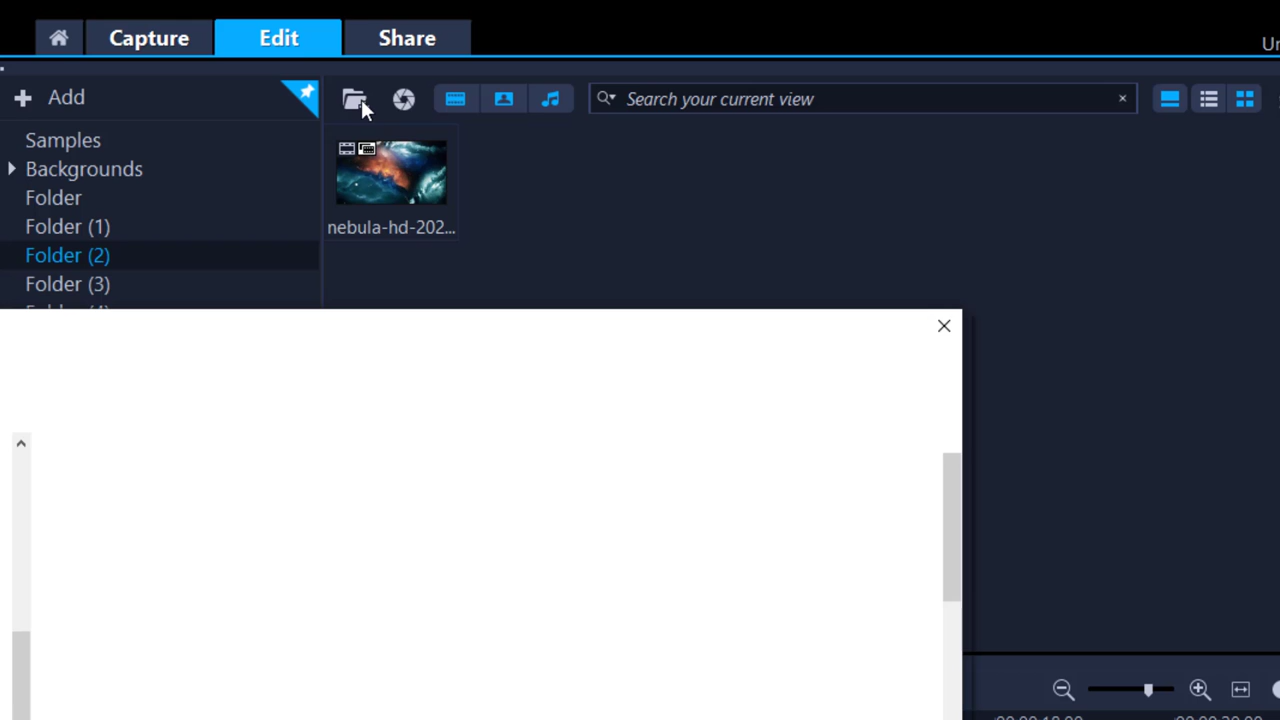 Capture
Edit
Share
Add
Search your current view
Samples
Backgrounds
Folder
Folder (1)
Folder (2)
Folder (3)
nebula-hd-202...